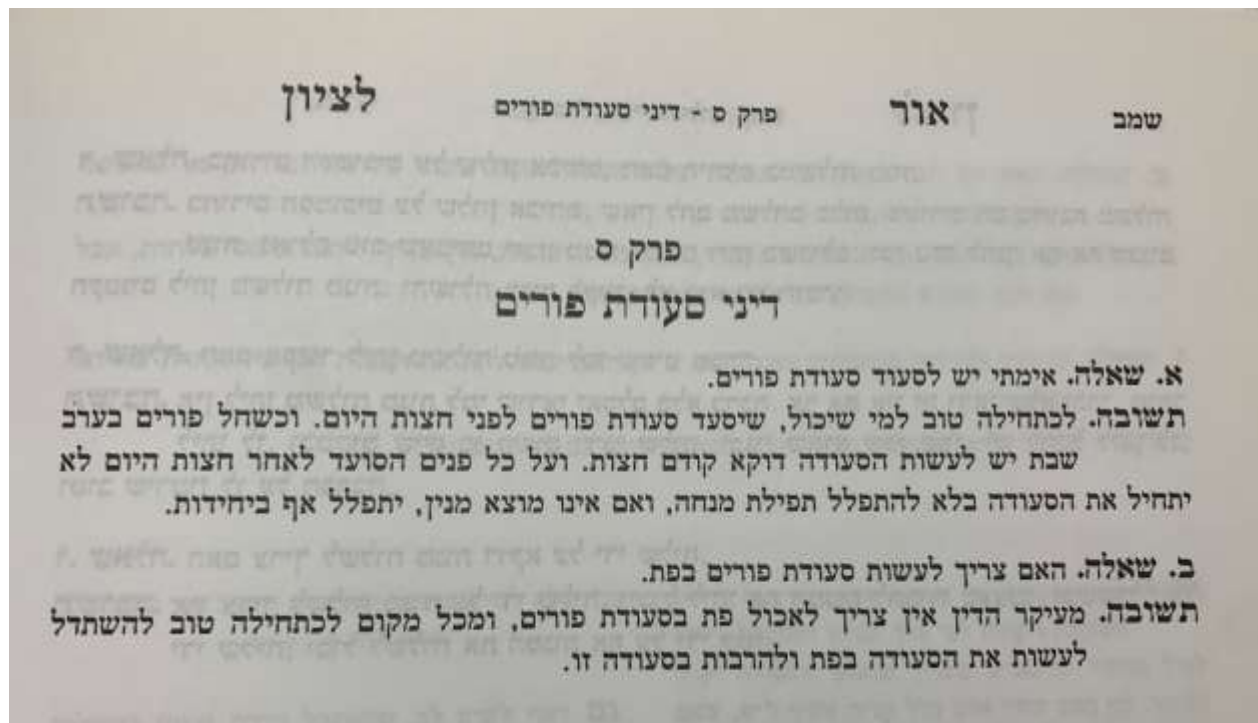 שמב אור פרק ס - דיני סעודת פורים לציון
פרק ס
דיני סעודת פורים
א. שאלה. אימתי יש לסעוד סעודת פורים.
תשובה. לכתחילה טוב למי שיכול, שיסעד סעודת פורים לפני חצות היום. וכשחל פורים בערב
שבת יש לעשות הסעודה דוקא קודם חצות. ועל כל פנים הסועד לאחר חצות היום לא
יתחיל את הסעודה בלא להתפלל תפילת מנחה, ואם אינו מוצא מנין, יתפלל אף ביחידות.
ב. שאלה. האם צריך לעשות סעודת פורים בפת.
תשובה. מעיקר הדין אין צריך לאכול פת בסעודת פורים, ומכל מקום לכתחילה טוב להשתדל
לעשות את הסעודה בפת ולהרבות בסעודה זו.